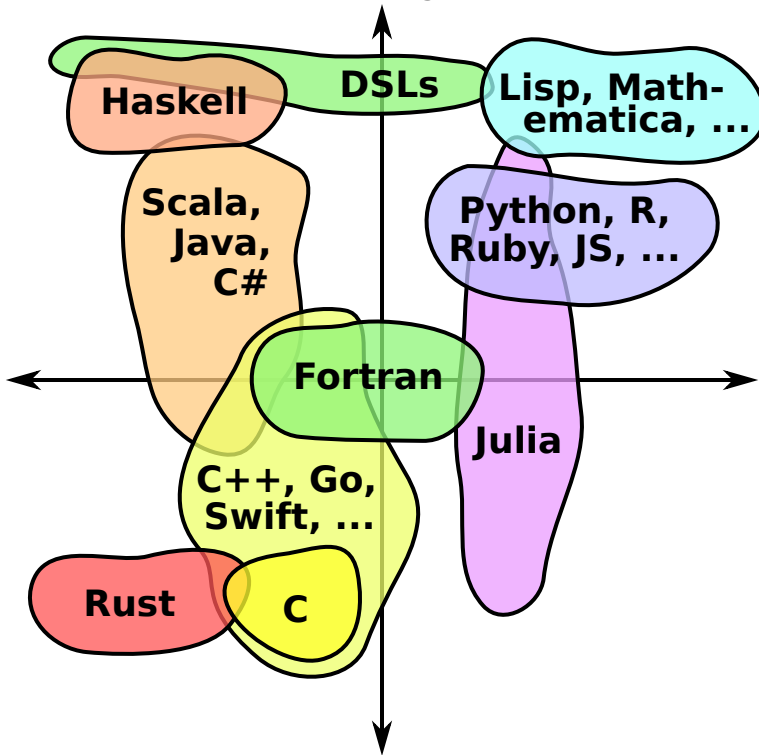 DSLs
Haskell
Lisp, Math-
ematica, ...
Scala,
Java,
C#
Python, R,
Ruby, JS, ...
Fortran
Julia
C++, Go,
Swift, ...
Rust
C